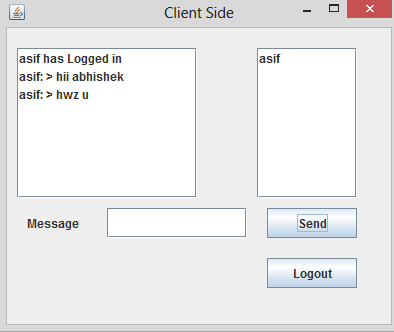 Client Side
asif has Logged in
asif: > hii abhishek
asif: > hwz u
asif
Message
Send
Logout